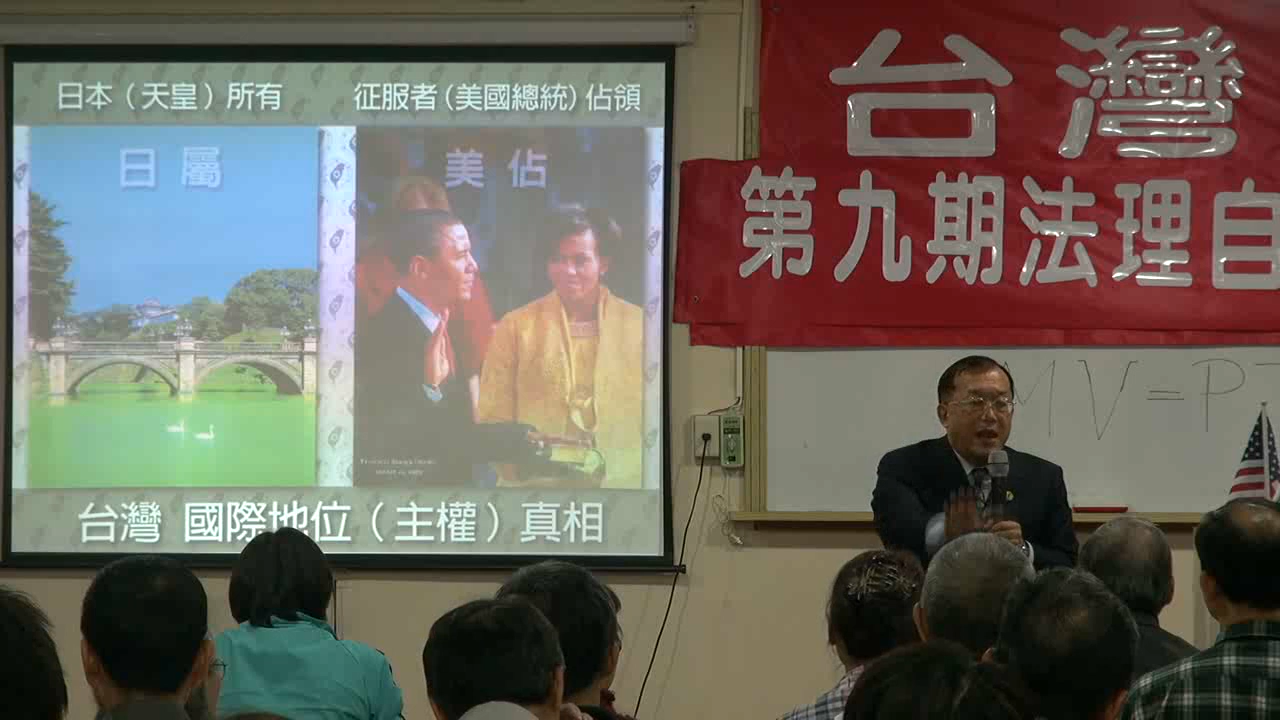 日本（天皇）所有
征服者（美國總統）佔領
日屬
美佔
台灣 國際地位（主權）真相
台灣
第九期法理自
MV=PT